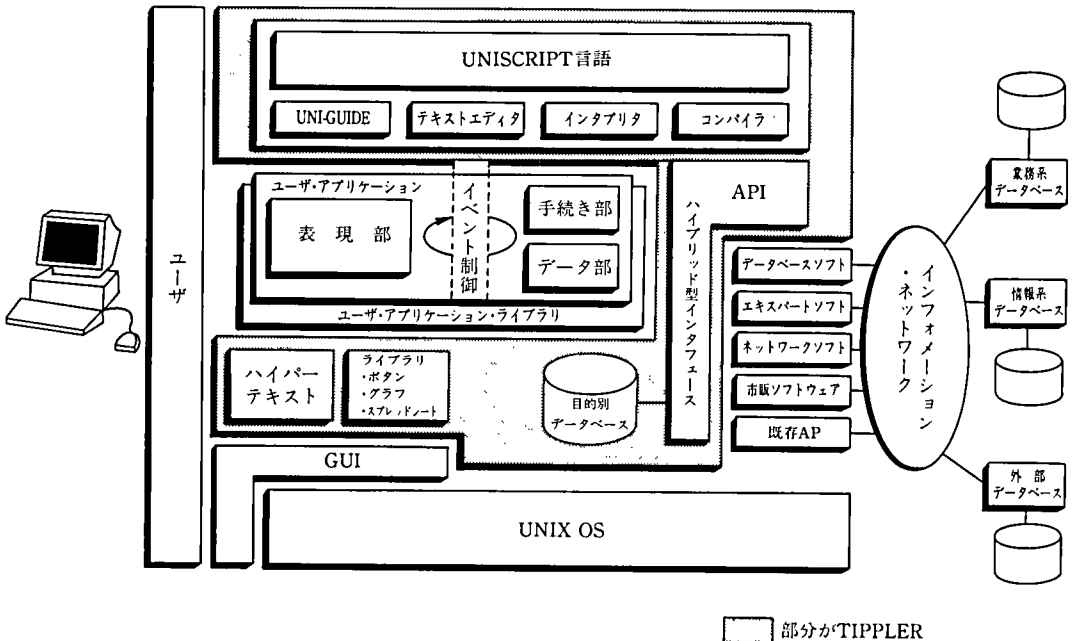 UNISCRIPT言語
UNI-GUIDE
テキストエディタ
インタプリタ
コンパイラ
ユーザ
ユーザ・アプリケーション
表現部
イベント制御
手続き部
データ部
ユーザ・アプリケーション・ライブラリ
ハイブリッド型インタフェース
API
データベースソフト
エキスパートソフト
ネットワークソフト
市販ソフトウェア
既存AP
インフォメーション
・ネットワーク
業務系
データベース
情報系
データベース
外部
データベース
ハイパー
テキスト
ライブラリ
・ボタン
・グラフ
・スプレッドノート
目的別
データベース
GUI
UNIX OS
部分がTIPPLER